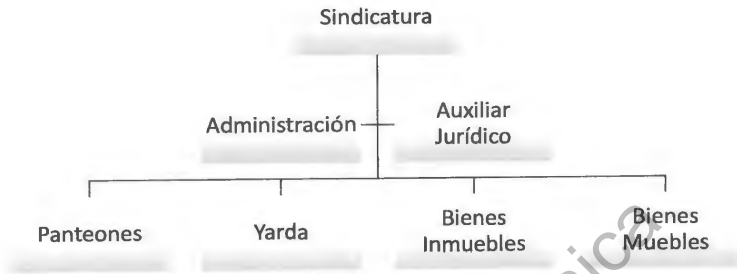 Sindicatura
Administración
Auxiliar
Jurídico
Panteones
Yarda
Bienes
Inmuebles
Bienes
Muebles